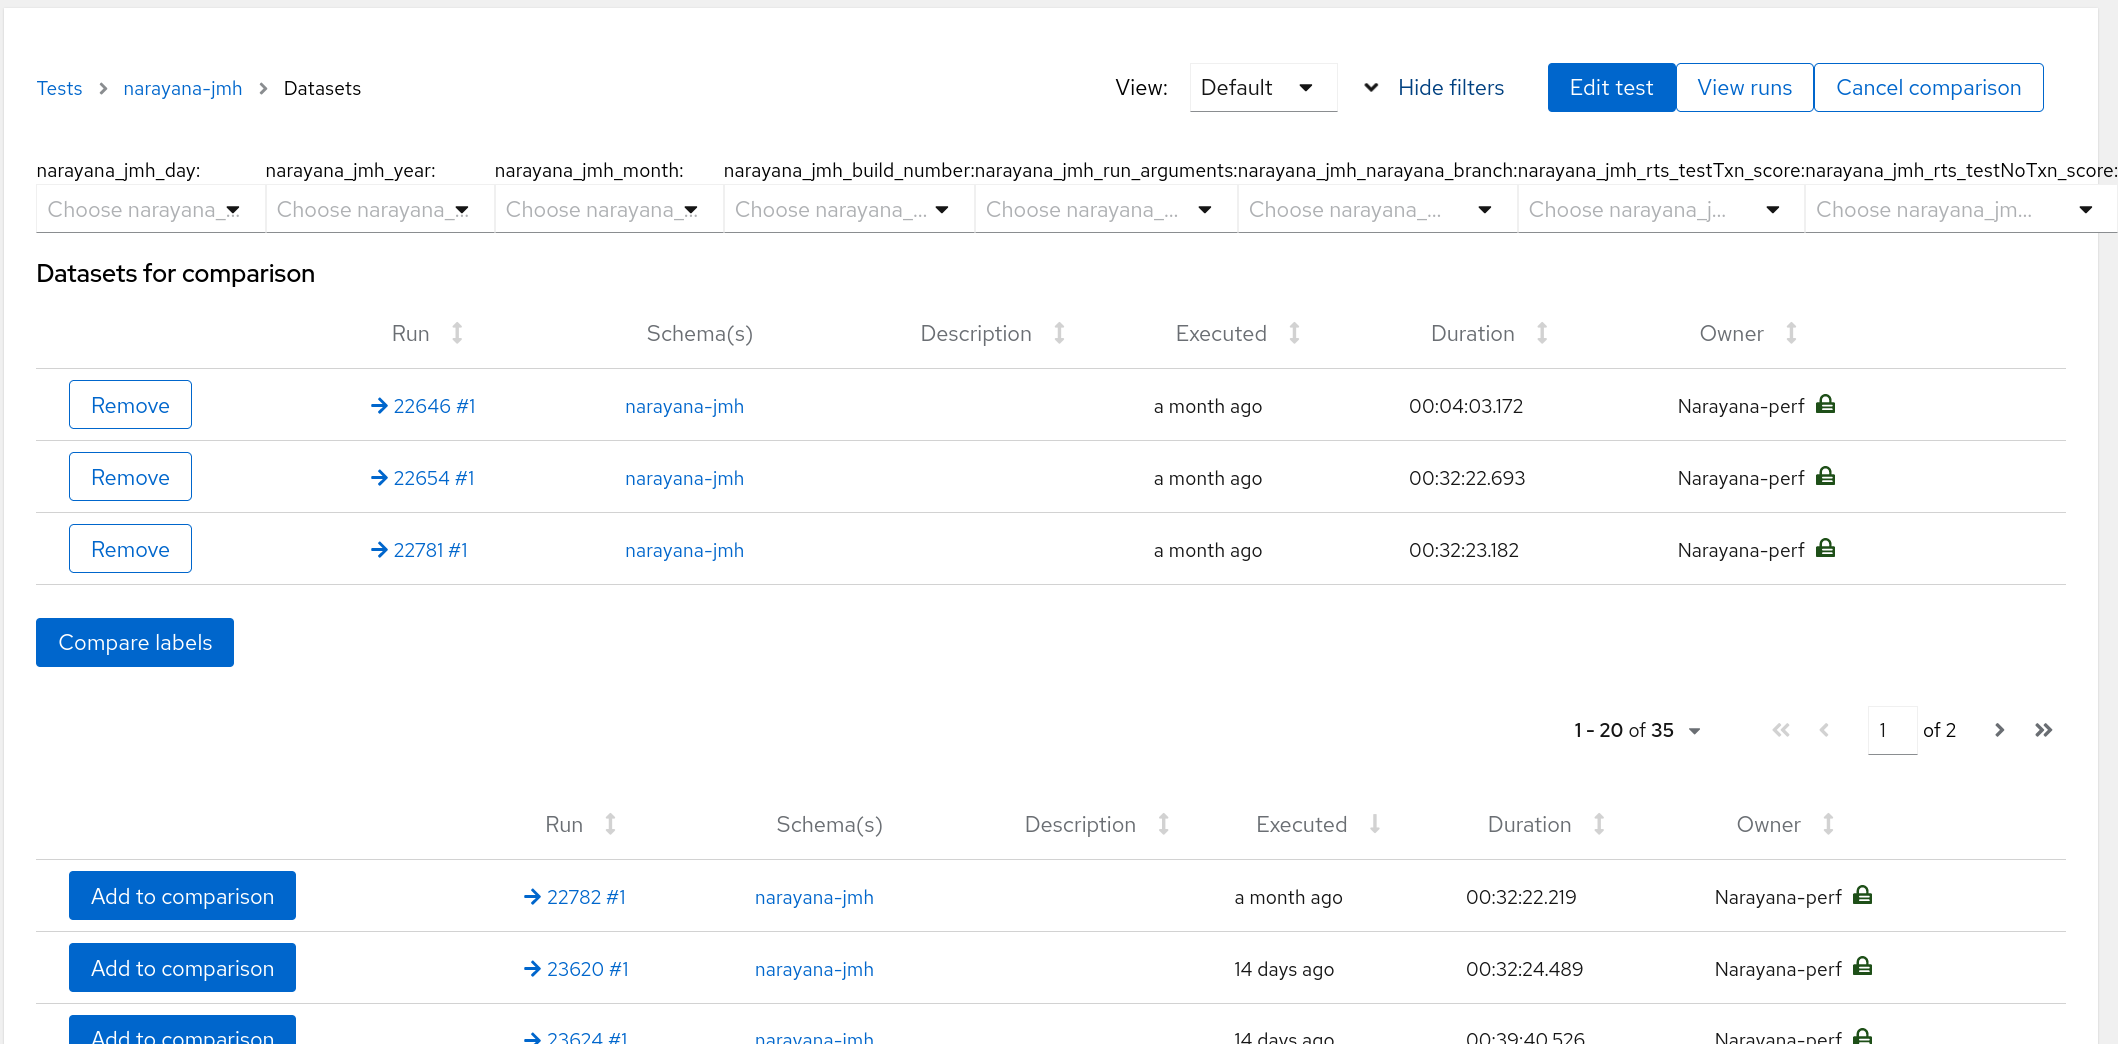 Tests narayana-jmh Datasets View: Default Hide filters Edit test View runs Cancel comparison
narayana_jmh_day: narayana_jmh_year: narayana_jmh_month: narayana_jmh_build_number:narayana_jmh_run_arguments:narayana_jmh_narayana_branch:narayana_jmh_rts_testTxn_score:narayana_jmh_rts_testNoTxn_score:
Choose narayana_... Choose narayana_... Choose narayana_... Choose narayana_... Choose narayana_... Choose narayana_... Choose narayana_j... Choose narayana_jm...
Datasets for comparison
Run Schema(s) Description Executed Duration Owner
Remove 22646 #1 narayana-jmh a month ago 00:04:03.172 Narayana-perf
Remove 22654 #1 narayana-jmh a month ago 00:32:22.693 Narayana-perf
Remove 22781 #1 narayana-jmh a month ago 00:32:23.182 Narayana-perf
Compare labels
1 - 20 of 35 1 of 2
Run Schema(s) Description Executed Duration Owner
Add to comparison 22782 #1 narayana-jmh a month ago 00:32:22.219 Narayana-perf
Add to comparison 23620 #1 narayana-jmh 14 days ago 00:32:24.489 Narayana-perf
Add to comparison 23624 #1 narayana-jmh 14 days ago 00:39:40.526 Narayana-perf